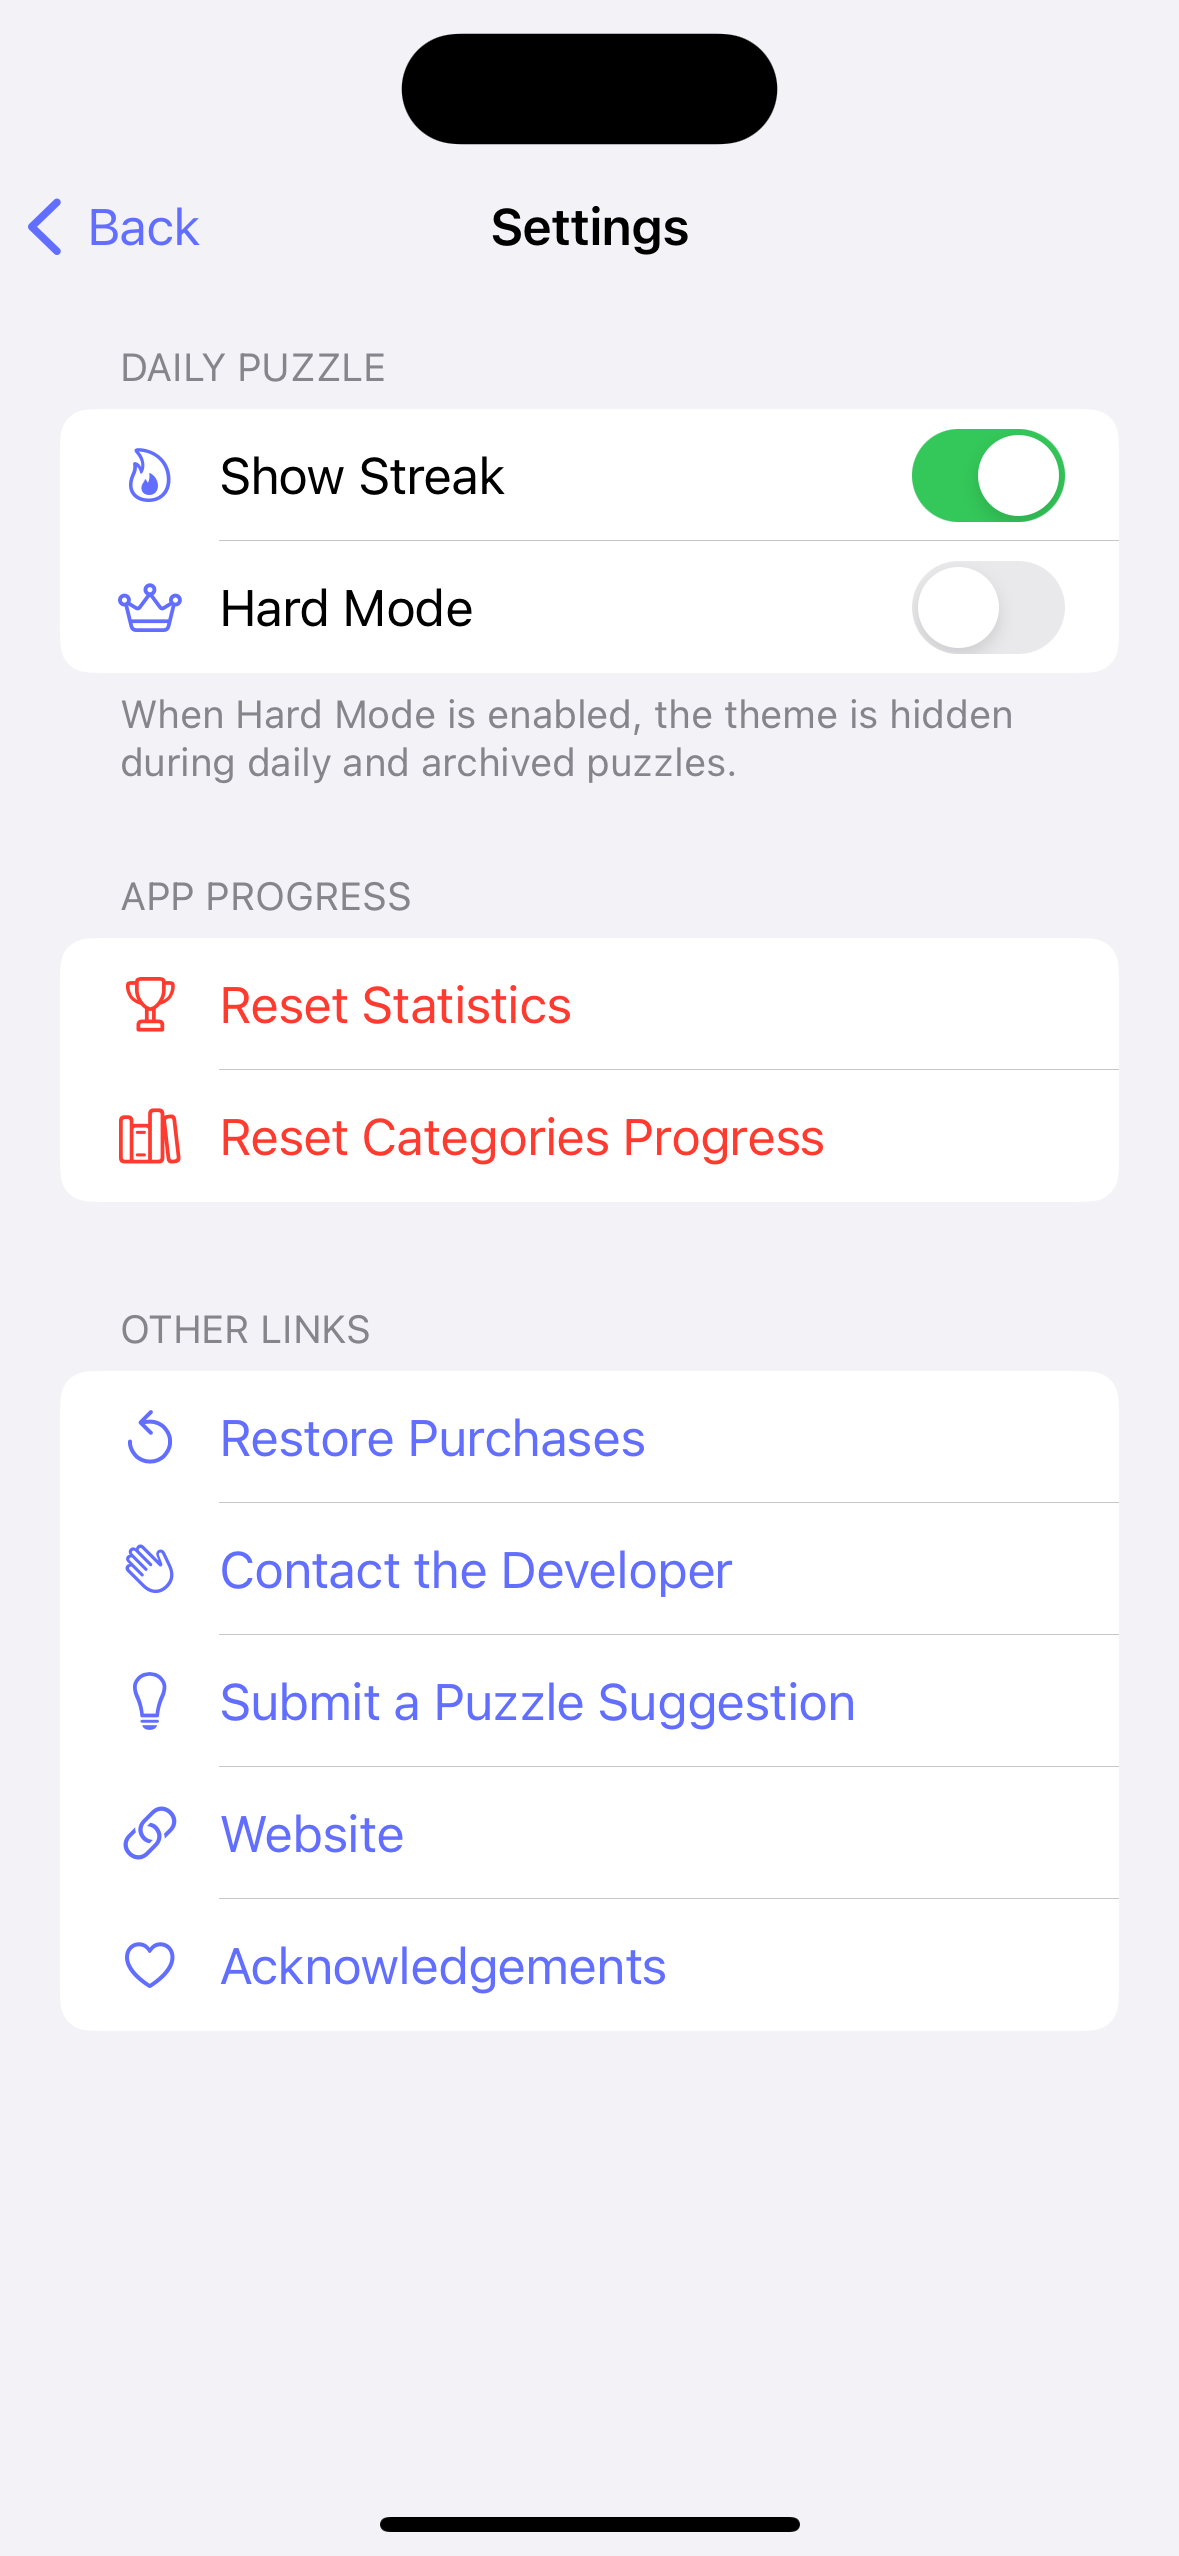 Back
Settings
DAILY PUZZLE
Show Streak
Hard Mode
When Hard Mode is enabled, the theme is hidden
during daily and archived puzzles.
APP PROGRESS
Reset Statistics
Reset Categories Progress
OTHER LINKS
Restore Purchases
Contact the Developer
Submit a Puzzle Suggestion
Website
Acknowledgements